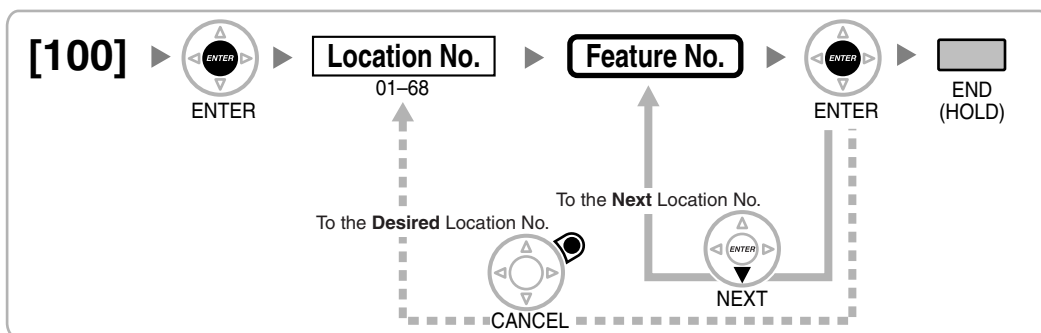 [100] ENTER Location No. Feature No. ENTER
ENTER 01–68 ENTER END
(HOLD)
To the Next Location No.
To the Desired Location No.
ENTER
NEXT
CANCEL